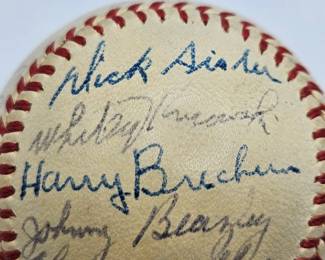 Dick Sisler
Whitey Kurowski
Harry Brecheen
Johnny Beazley